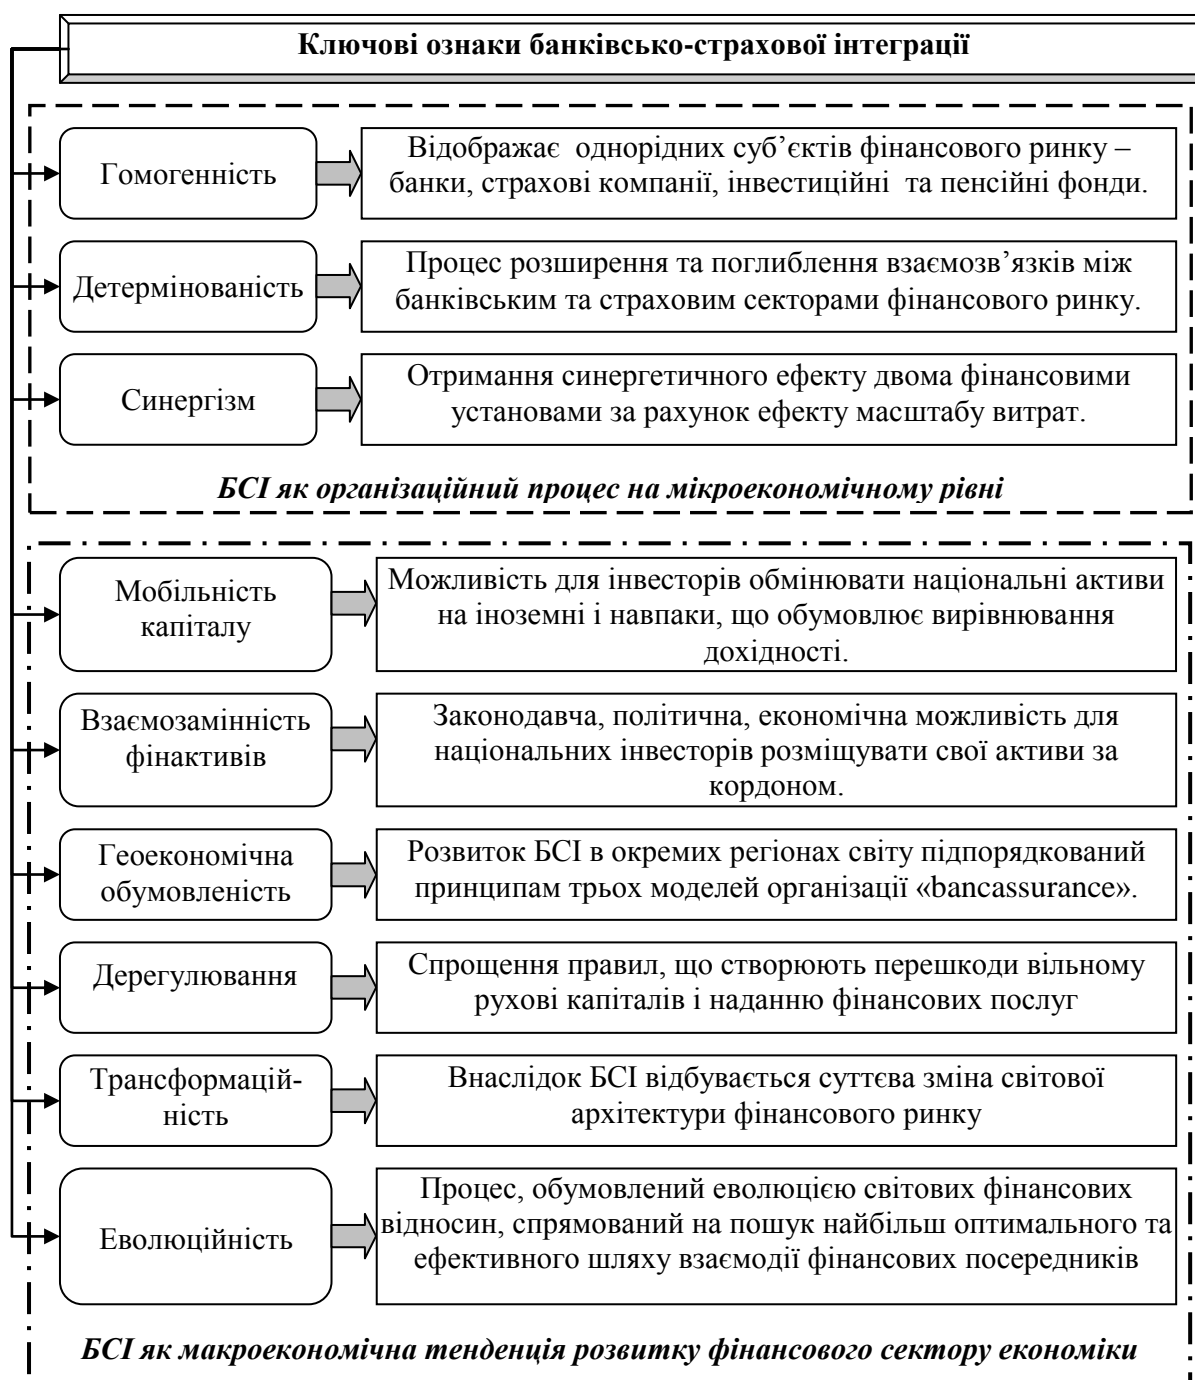 Ключові ознаки банківсько-страхової інтеграції
Гомогенність
Відображає однорідних суб’єктів фінансового ринку –
банки, страхові компанії, інвестиційні та пенсійні фонди.
Детермінованість
Процес розширення та поглиблення взаємозв’язків між
банківським та страховим секторами фінансового ринку.
Синергізм
Отримання синергетичного ефекту двома фінансовими
установами за рахунок ефекту масштабу витрат.
БСІ як організаційний процес на мікроекономічному рівні
Мобільність
капіталу
Можливість для інвесторів обмінювати національні активи
на іноземні і навпаки, що обумовлює вирівнювання
дохідності.
Взаємозамінність
фінактивів
Законодавча, політична, економічна можливість для
національних інвесторів розміщувати свої активи за
кордоном.
Геоекономічна
обумовленість
Розвиток БСІ в окремих регіонах світу підпорядкований
принципам трьох моделей організації «bancassurance».
Дерегулювання
Спрощення правил, що створюють перешкоди вільному
рухові капіталів і наданню фінансових послуг
Трансформацій-
ність
Внаслідок БСІ відбувається суттєва зміна світової
архітектури фінансового ринку
Еволюційність
Процес, обумовлений еволюцією світових фінансових
відносин, спрямований на пошук найбільш оптимального та
ефективного шляху взаємодії фінансових посередників
БСІ як макроекономічна тенденція розвитку фінансового сектору економіки